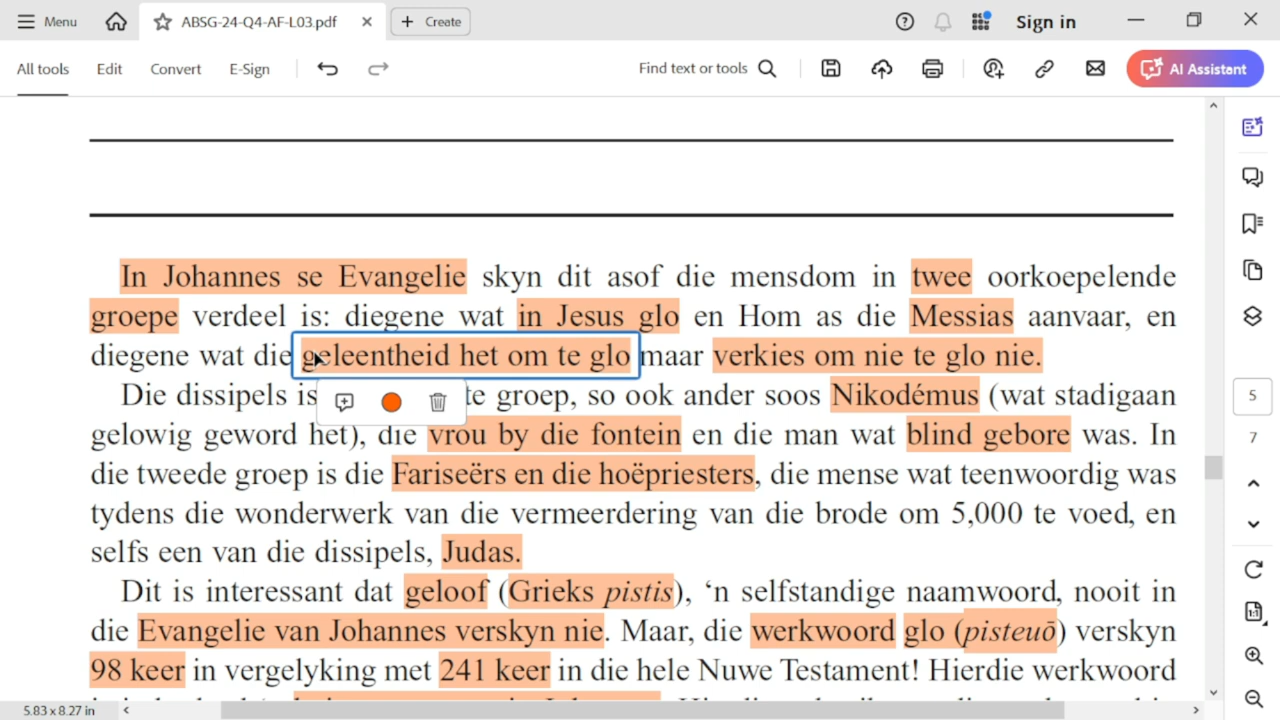 Menu
ABSG-24-Q4-AF-L03.pdf
Create
Sign in
All tools
Edit
Convert
E-Sign
Find text or tools
AI Assistant
In Johannes se Evangelie skyn dit asof die mensdom in twee oorkoepelende
groepe verdeel is: diegene wat in Jesus glo en Hom as die Messias aanvaar, en
diegene wat die geleentheid het om te glo maar verkies om nie te glo nie.
Die dissipels is te groep, so ook ander soos Nikodémus (wat stadigaan
gelowig geword het), die vrou by die fontein en die man wat blind gebore was. In
die tweede groep is die Fariseërs en die hoëpriesters, die mense wat teenwoordig was
tydens die wonderwerk van die vermeerdering van die brode om 5,000 te voed, en
selfs een van die dissipels, Judas.
Dit is interessant dat geloof (Grieks pistis), ‘n selfstandige naamwoord, nooit in
die Evangelie van Johannes verskyn nie. Maar, die werkwoord glo (pisteuō) verskyn
98 keer in vergelyking met 241 keer in die hele Nuwe Testament! Hierdie werkwoord
5
7
5.83 x 8.27 in